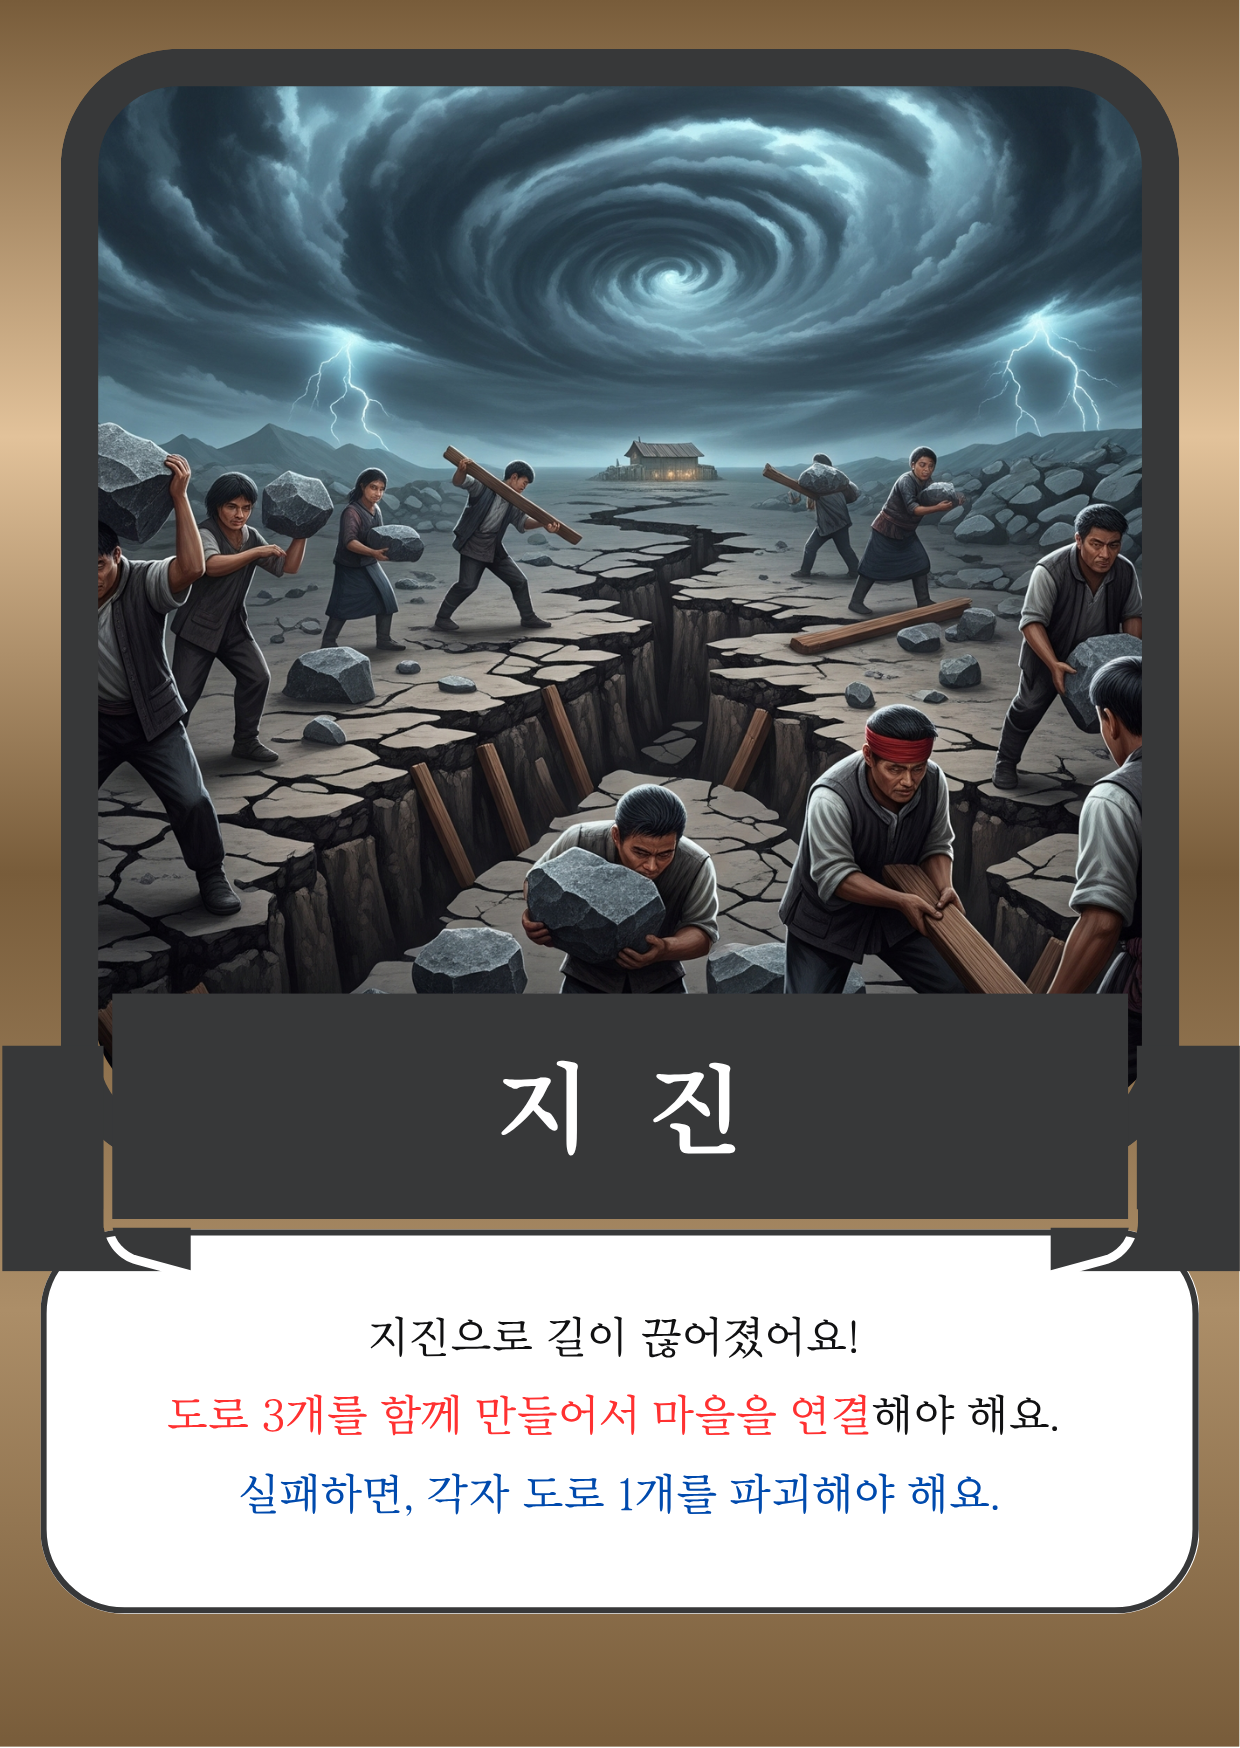 지 진
지진으로 길이 끊어졌어요!
도로 3개를 함께 만들어서 마을을 연결해야 해요.
실패하면, 각자 도로 1개를 파괴해야 해요.